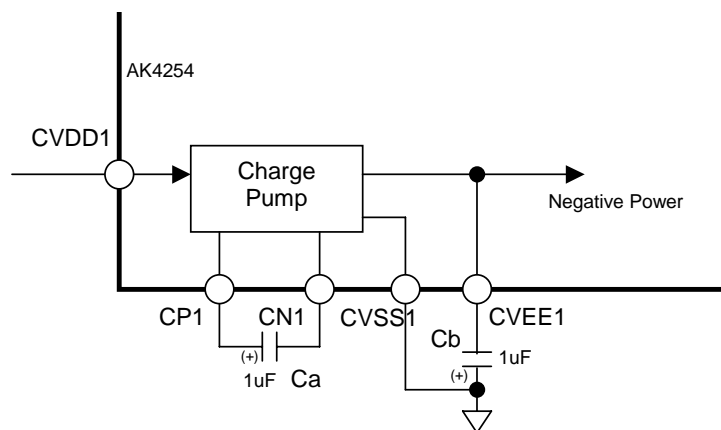 AK4254
CVDD1
Charge
Pump
Negative Power
CP1
CN1
CVSS1
CVEE1
(+)
1uF
Ca
Cb
1uF
(+)